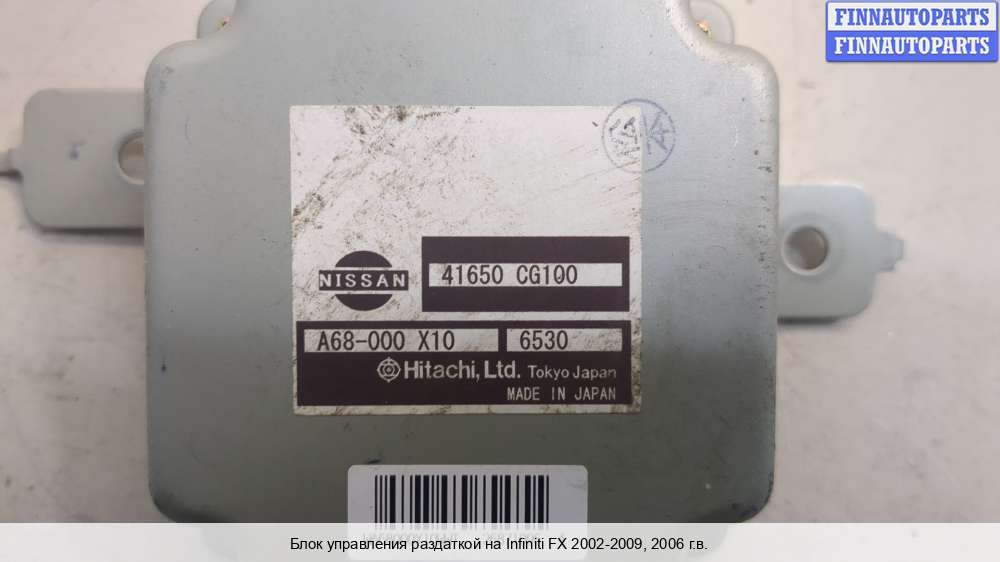 FINNAUTOPARTS
FINNAUTOPARTS
NISSAN
41650 CG100
A68-000 X10
6530
Hitachi, Ltd. Tokyo Japan
MADE IN JAPAN
Блок управления раздаткой на Infiniti FX 2002-2009, 2006 г.в.